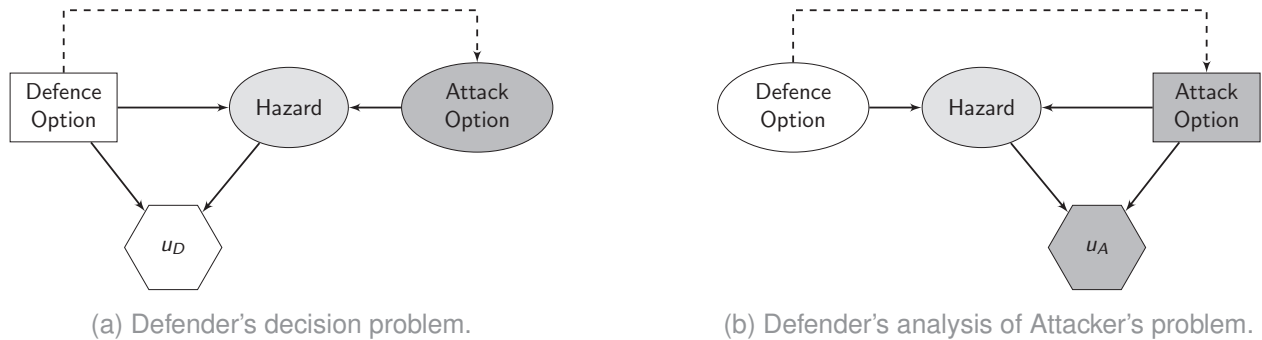 Defence
Option
Hazard
Attack
Option
u_D
(a) Defender's decision problem.
Defence
Option
Hazard
Attack
Option
u_A
(b) Defender's analysis of Attacker's problem.